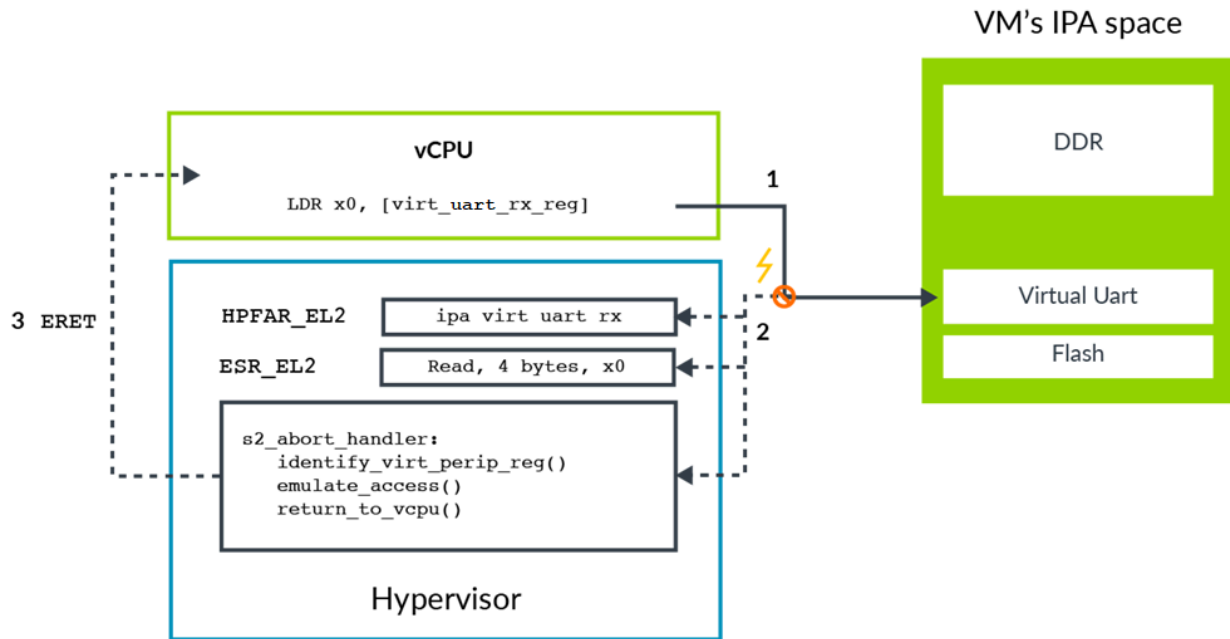 VM's IPA space
DDR
Virtual Uart
Flash
vCPU
LDR x0, [virt_uart_rx_reg]
1
2
3 ERET
HPFAR_EL2
ipa virt uart rx
ESR_EL2
Read, 4 bytes, x0
s2_abort_handler:
identify_virt_perip_reg()
emulate_access()
return_to_vcpu()
Hypervisor